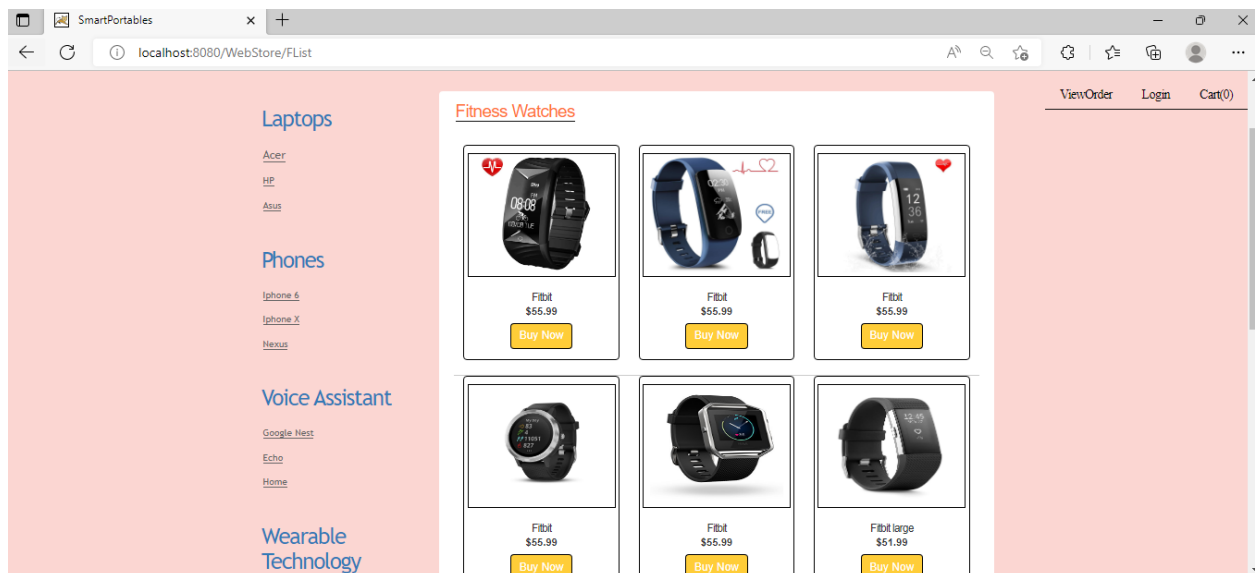 SmartPortables
localhost:8080/WebStore/FList
ViewOrder Login Cart(0)
Laptops
Acer
HP
Asus
Phones
Iphone 6
Iphone X
Nexus
Voice Assistant
Google Nest
Echo
Home
Wearable
Technology
Fitness Watches
08:08
FREE
12
36
Fitbit
$55.99
Buy Now
Fitbit
$55.99
Buy Now
Fitbit
$55.99
Buy Now
Fitbit
$55.99
Buy Now
Fitbit
$55.99
Buy Now
Fitbit large
$51.99
Buy Now